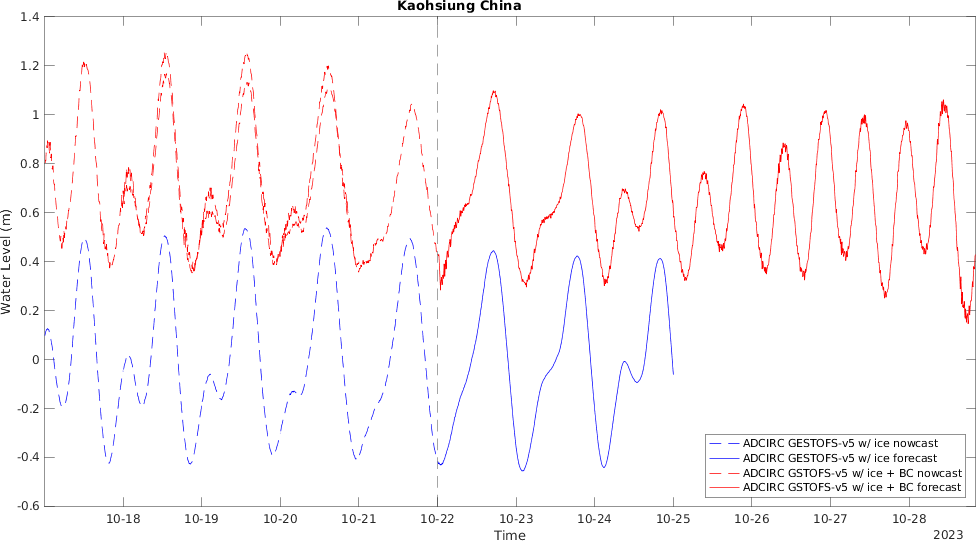 Kaohsiung China
1.4
1.2
1
0.8
0.6
0.4
0.2
0
-0.2
-0.4
-0.6
Water Level (m)
10-18 10-19 10-20 10-21 10-22 10-23 10-24 10-25 10-26 10-27 10-28
Time
2023
ADCIRC GESTOFS-v5 w/ ice nowcast
ADCIRC GESTOFS-v5 w/ ice forecast
ADCIRC GSTOFS-v5 w/ ice + BC nowcast
ADCIRC GSTOFS-v5 w/ ice + BC forecast